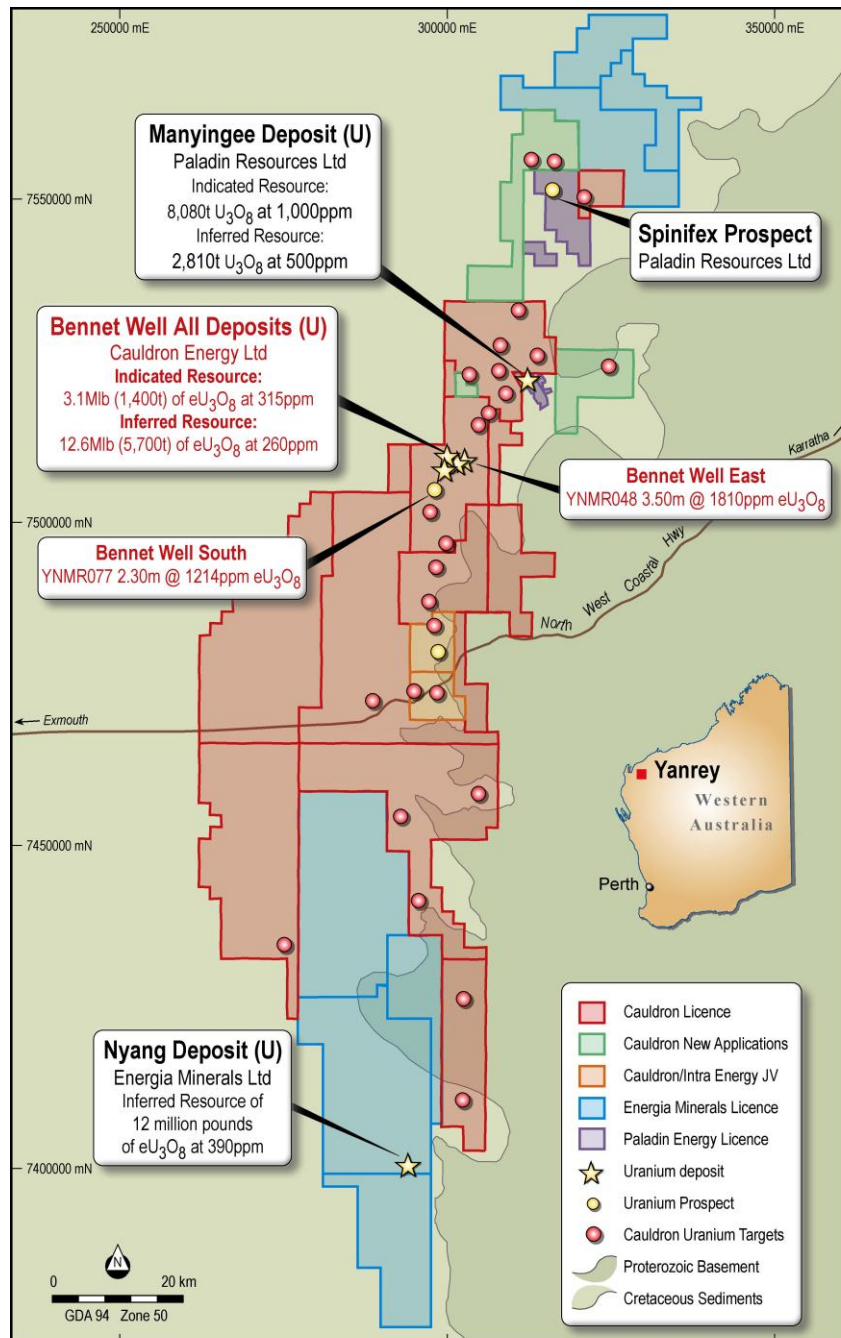 250000 mE
300000 mE
350000 mE
Manyingee Deposit (U)
Paladin Resources Ltd
Indicated Resource:
8,080t U₃O₈ at 1,000ppm
Inferred Resource:
2,810t U₃O₈ at 500ppm
7550000 mN
Spinifex Prospect
Paladin Resources Ltd
Bennet Well All Deposits (U)
Cauldron Energy Ltd
Indicated Resource:
3.1Mlb (1,400t) of eU₃O₈ at 315ppm
Inferred Resource:
12.6Mlb (5,700t) of eU₃O₈ at 260ppm
Karratha
Bennet Well East
YNMR048 3.50m @ 1810ppm eU₃O₈
7500000 mN
Bennet Well South
YNMR077 2.30m @ 1214ppm eU₃O₈
North West Coastal Hwy
Exmouth
Yanrey
Western
Australia
Perth
7450000 mN
Nyang Deposit (U)
Energia Minerals Ltd
Inferred Resource of
12 million pounds
of eU₃O₈ at 390ppm
7400000 mN
Cauldron Licence
Cauldron New Applications
Cauldron/Intra Energy JV
Energia Minerals Licence
Paladin Energy Licence
Uranium deposit
Uranium Prospect
Cauldron Uranium Targets
Proterozoic Basement
Cretaceous Sediments
N
0 20 km
GDA 94 Zone 50